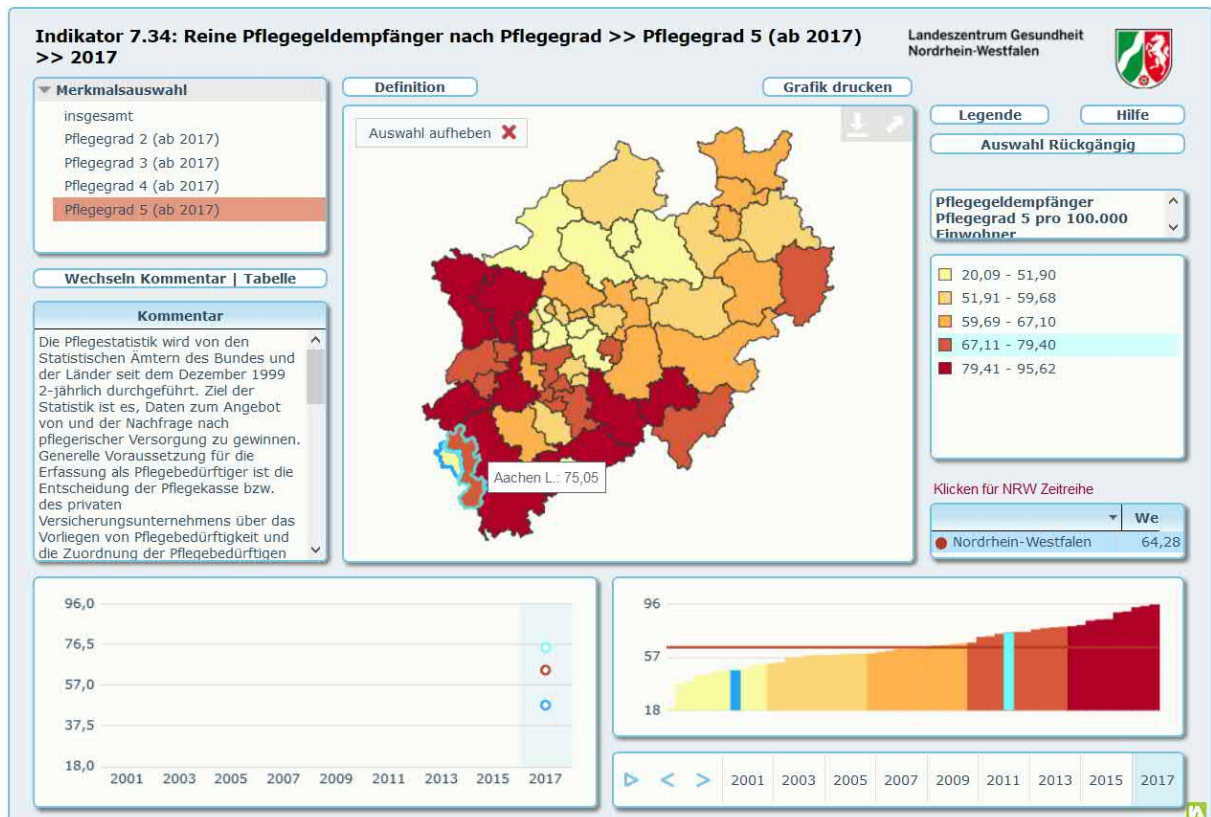 Indikator 7.34: Reine Pflegegeldempfänger nach Pflegegrad >> Pflegegrad 5 (ab 2017)
>> 2017
Landeszentrum Gesundheit
Nordrhein-Westfalen
Merkmalsauswahl
insgesamt
Pflegegrad 2 (ab 2017)
Pflegegrad 3 (ab 2017)
Pflegegrad 4 (ab 2017)
Pflegegrad 5 (ab 2017)
Wechseln Kommentar | Tabelle
Kommentar
Die Pflegestatistik wird von den
Statistischen Ämtern des Bundes und
der Länder seit dem Dezember 1999
2-jährlich durchgeführt. Ziel der
Statistik ist es, Daten zum Angebot
von und der Nachfrage nach
pflegerischer Versorgung zu gewinnen.
Generelle Voraussetzung für die
Erfassung als Pflegebedürftiger ist die
Entscheidung der Pflegekasse bzw.
des privaten
Versicherungsunternehmens über das
Vorliegen von Pflegebedürftigkeit und
die Zuordnung der Pflegebedürftigen
Definition
Grafik drucken
Auswahl aufheben
Aachen L.: 75,05
Legende
Hilfe
Auswahl Rückgängig
Pflegegeldempfänger
Pflegegrad 5 pro 100.000
Einwohner
20,09 - 51,90
51,91 - 59,68
59,69 - 67,10
67,11 - 79,40
79,41 - 95,62
Klicken für NRW Zeitreihe
We
Nordrhein-Westfalen 64,28
96,0
76,5
57,0
37,5
18,0
2001 2003 2005 2007 2009 2011 2013 2015 2017
96
57
18
2001 2003 2005 2007 2009 2011 2013 2015 2017